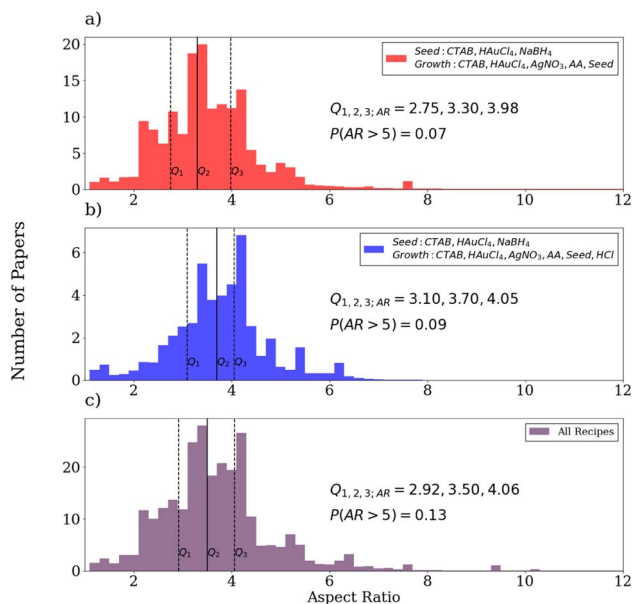 a)
20
15
10
5
0
Seed : CTAB, HAuCl₄, NaBH₄
Growth : CTAB, HAuCl₄, AgNO₃, AA, Seed
Q₁,₂,₃;AR = 2.75, 3.30, 3.98
P(AR > 5) = 0.07
Q₁
Q₂
Q₃
2
4
6
8
10
12
b)
6
4
2
0
Seed : CTAB, HAuCl₄, NaBH₄
Growth : CTAB, HAuCl₄, AgNO₃, AA, Seed, HCl
Q₁,₂,₃;AR = 3.10, 3.70, 4.05
P(AR > 5) = 0.09
Q₁
Q₂
Q₃
2
4
6
8
10
12
c)
20
10
0
All Recipes
Q₁,₂,₃;AR = 2.92, 3.50, 4.06
P(AR > 5) = 0.13
Q₁
Q₂
Q₃
2
4
6
8
10
12
Aspect Ratio
Number of Papers